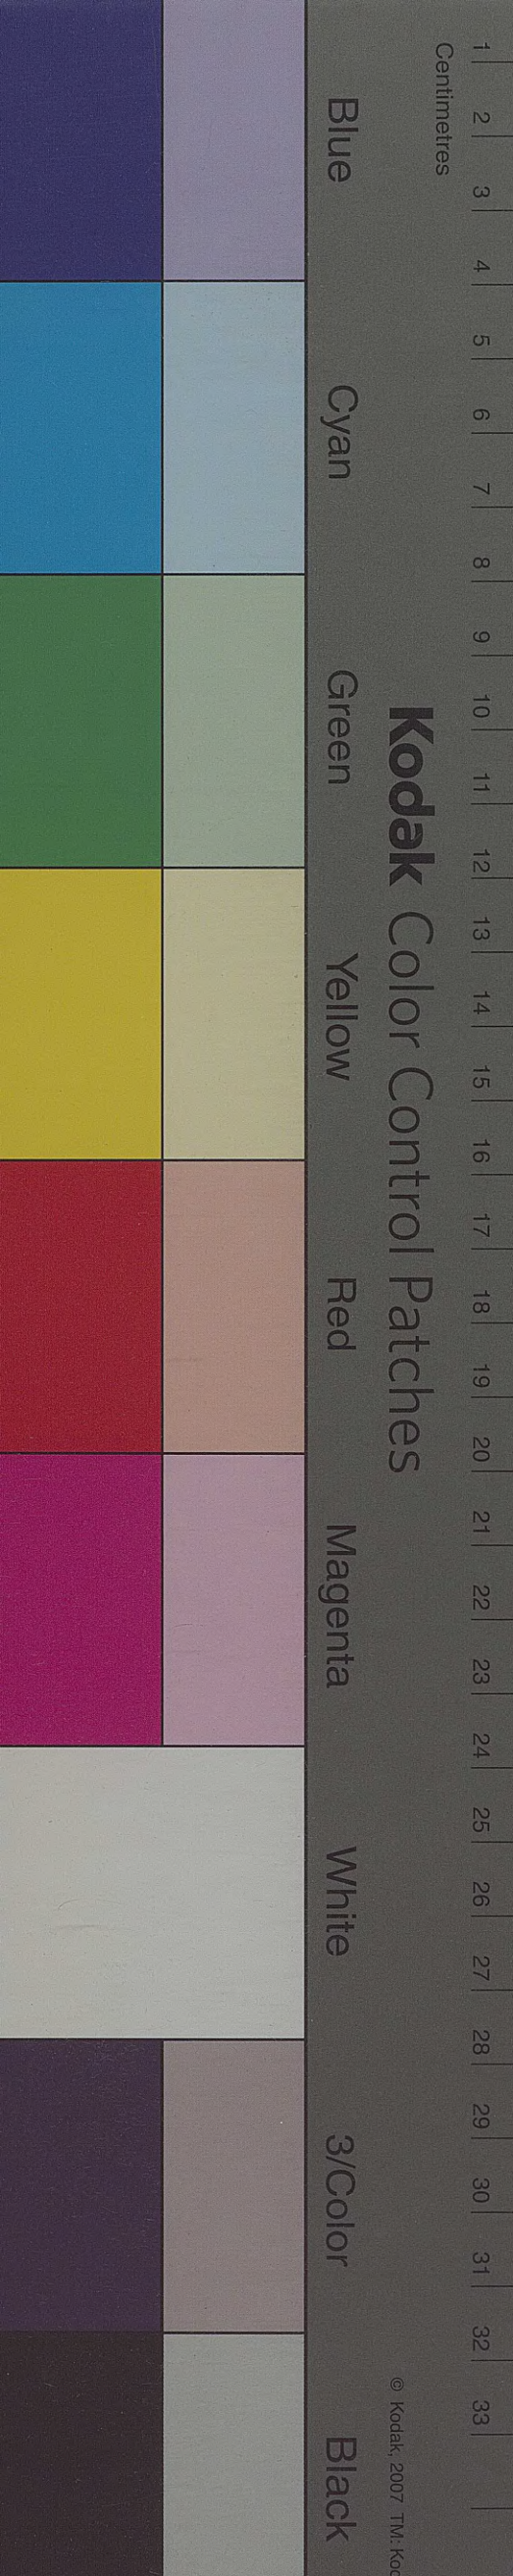 1 2 3 4 5 6 7 8 9 10 11 12 13 14 15 16 17 18 19 20 21 22 23 24 25 26 27 28 29 30 31 32 33
Centimetres
Kodak Color Control Patches
© Kodak, 2007 TM: Kod
Blue Cyan Green Yellow Red Magenta White 3/Color Black